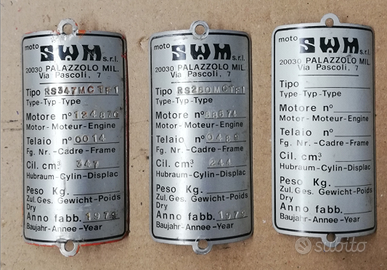 moto SWM s.r.l.
20030 PALAZZOLO MIL.
Via Pascoli, 7
Tipo RS347MCTF1
Type-Typ-Type
Motore n°
Motor-Moteur-Engine
Telaio n° 0014
Fg. Nr.-Cadre-Frame
Cil. cm³ 347
Hubraum-Cylin-Displac
Peso Kg.
Zul. Ges. Gewicht-Poids
Dry
Anno fabb. 1979
Baujahr-Annee-Year
moto SWM s.r.l.
20030 PALAZZOLO MIL.
Via Pascoli, 7
Tipo
Type-Typ-Type
Motore n°
Motor-Moteur-Engine
Telaio n°
Fg. Nr.-Cadre-Frame
Cil. cm³
Hubraum-Cylin-Displac
Peso Kg.
Zul. Ges. Gewicht-Poids
Dry
Anno fabb.
Baujahr-Annee-Year
moto SWM s.r.l.
20030 PALAZZOLO MIL.
Via Pascoli, 7
Tipo
Type-Typ-Type
Motore n°
Motor-Moteur-Engine
Telaio n°
Fg. Nr.-Cadre-Frame
Cil. cm³
Hubraum-Cylin-Displac
Peso Kg.
Zul. Ges. Gewicht-Poids
Dry
Anno fabb.
Baujahr-Annee-Year
subito